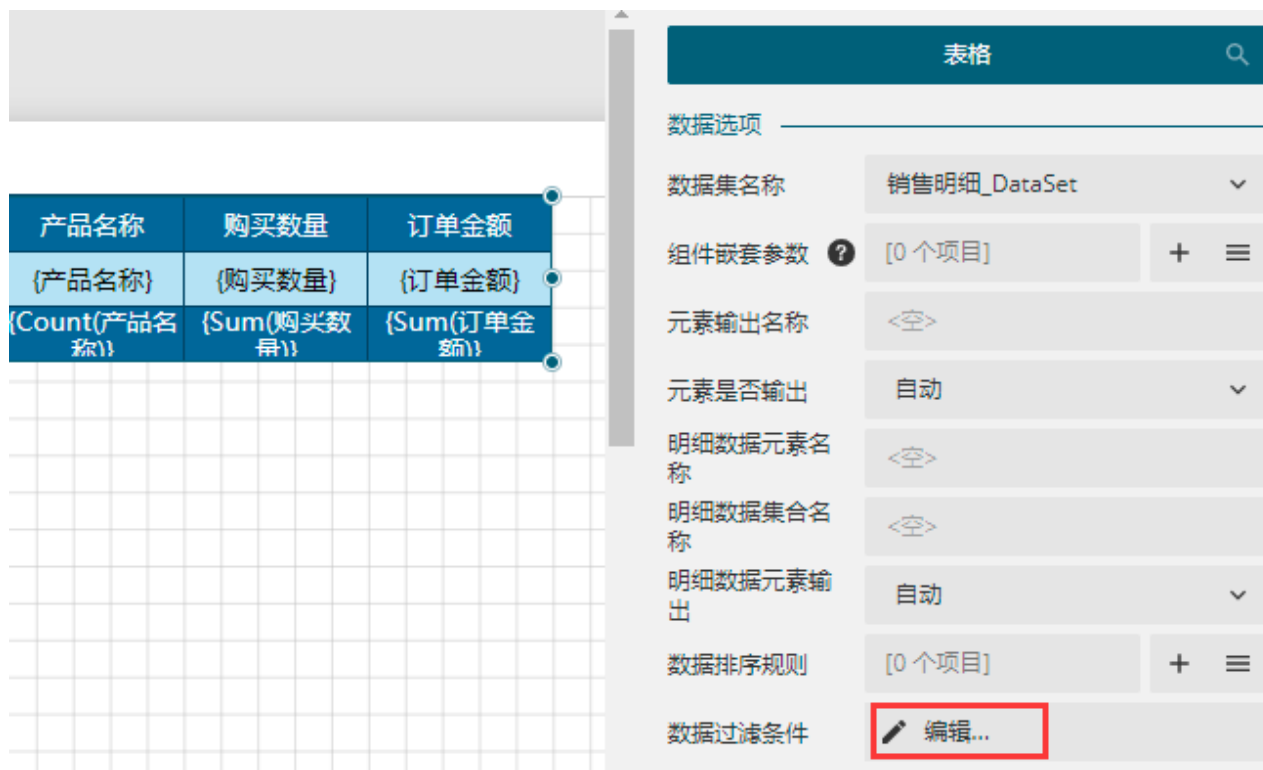 表格
数据选项
产品名称 购买数量 订单金额
{产品名称} {购买数量} {订单金额}
{Count(产品名
称)}
{Sum(购买数
量)}
{Sum(订单金
额)}
数据集名称 销售明细_DataSet
组件嵌套参数 ? [0 个项目] +
元素输出名称 <空>
元素是否输出 自动
明细数据元素名
称
<空>
明细数据集合名
称
<空>
明细数据元素输
出
自动
数据排序规则 [0 个项目] +
数据过滤条件 编辑...